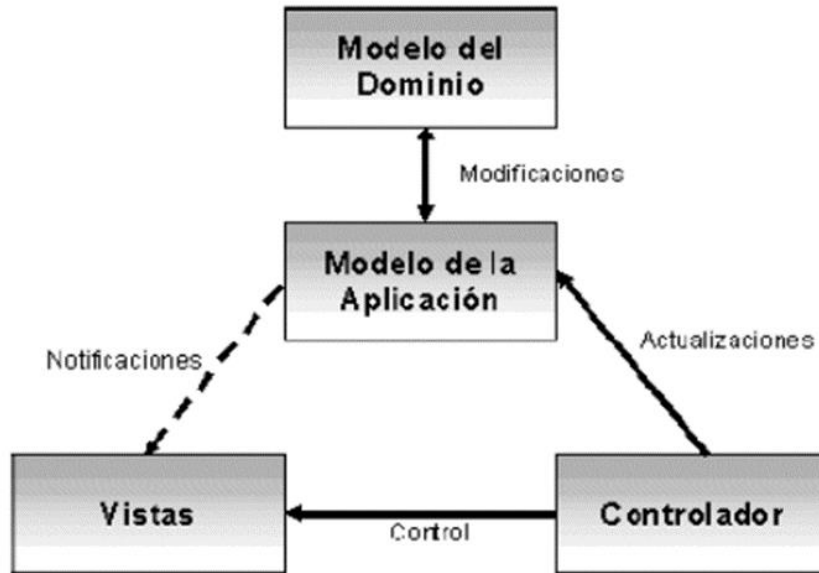 Modelo del
Dominio
Modificaciones
Modelo de la
Aplicación
Notificaciones
Actualizaciones
Vistas
Control
Controlador